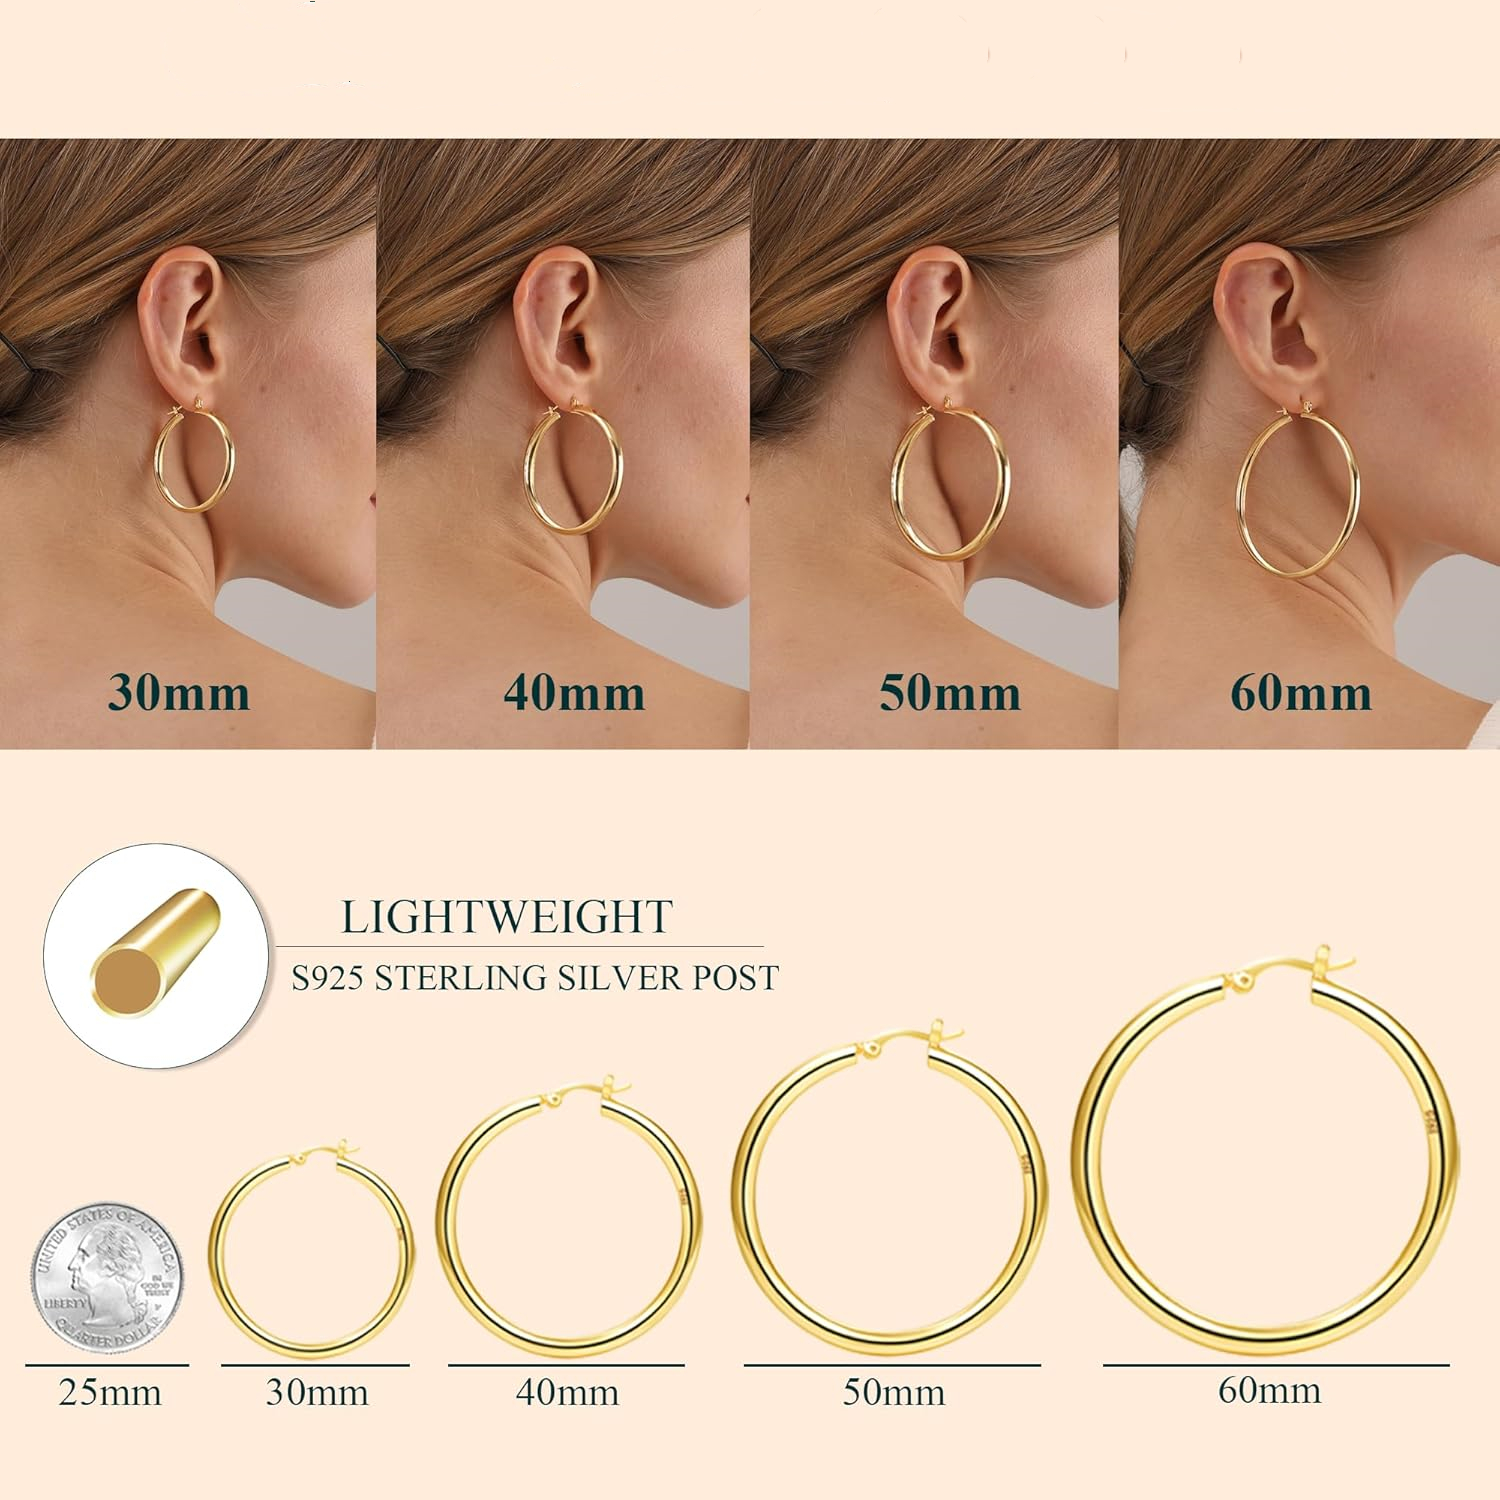 30mm
40mm
50mm
60mm
LIGHTWEIGHT
S925 STERLING SILVER POST
UNITED STATES OF AMERICA
LIBERTY
IN
GOD WE
TRUST
P
QUARTER DOLLAR
25mm
30mm
40mm
50mm
60mm